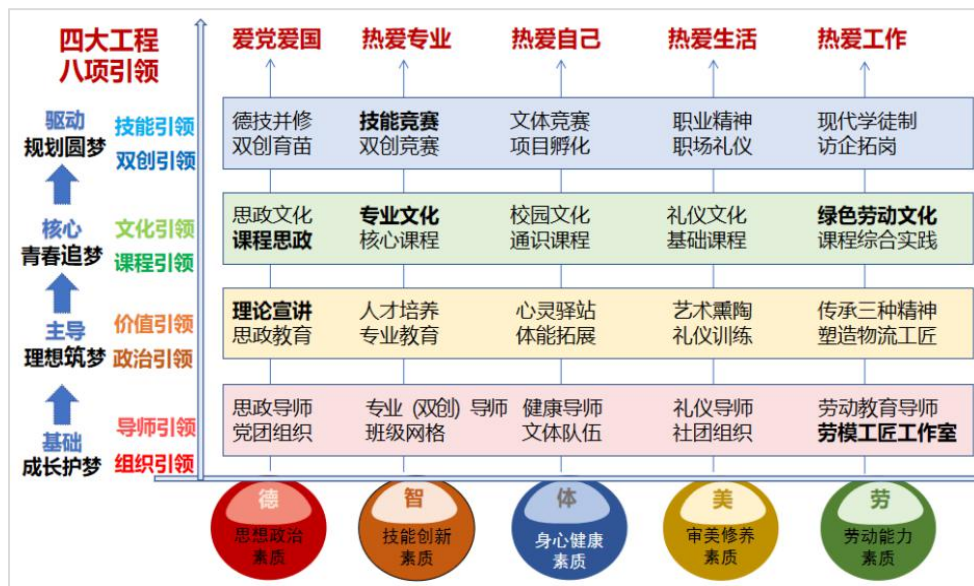 四大工程
八项引领
爱党爱国
热爱专业
热爱自己
热爱生活
热爱工作
驱动
规划圆梦
技能引领
双创引领
德技并修
双创育苗
技能竞赛
双创竞赛
文体竞赛
项目孵化
职业精神
职场礼仪
现代学徒制
访企拓岗
核心
青春追梦
文化引领
课程引领
思政文化
课程思政
专业文化
核心课程
校园文化
通识课程
礼仪文化
基础课程
绿色劳动文化
课程综合实践
主导
理想筑梦
价值引领
政治引领
理论宣讲
思政教育
人才培养
专业教育
心灵驿站
体能拓展
艺术熏陶
礼仪训练
传承三种精神
塑造物流工匠
基础
成长护梦
导师引领
组织引领
思政导师
党团组织
专业（双创）导师
班级网格
健康导师
文体队伍
礼仪导师
社团组织
劳动教育导师
劳模工匠工作室
德
思想政治
素质
智
技能创新
素质
体
身心健康
素质
美
审美修养
素质
劳
劳动能力
素质